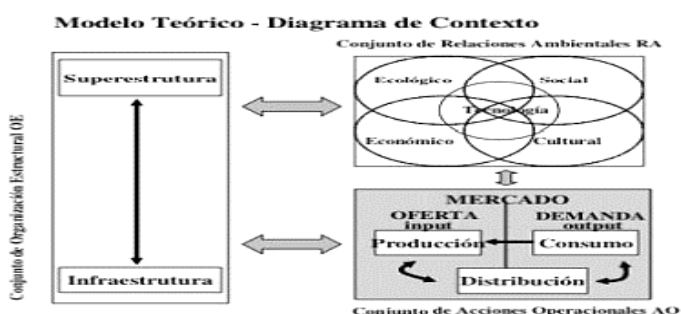 Modelo Teórico - Diagrama de Contexto
Conjunto de Relaciones Ambientales RA
Conjunto de Organización Estructural OE
Superestrutura
Infraestrutura
Ecológico
Social
Tecnología
Económico
Cultural
MERCADO
OFERTA
input
DEMANDA
output
Producción
Consumo
Distribución
Conjunto de Acciones Operacionales AO